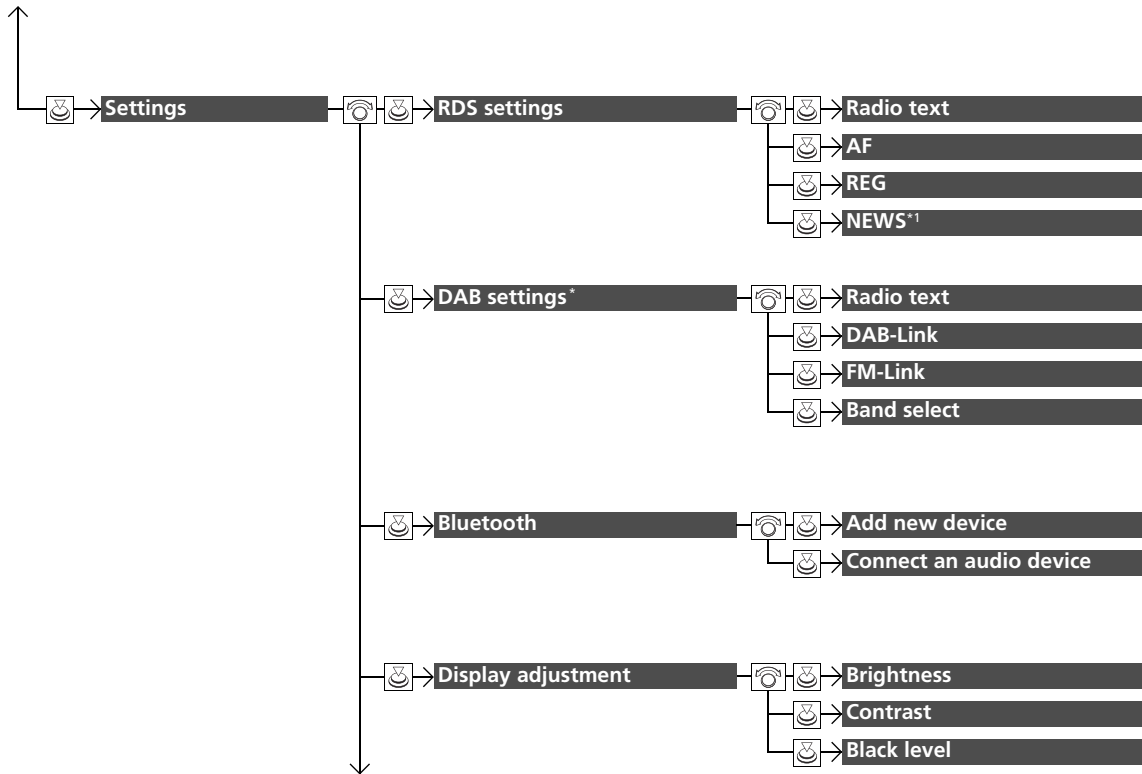 Settings
RDS settings
Radio text
AF
REG
NEWS*1
DAB settings*
Radio text
DAB-Link
FM-Link
Band select
Bluetooth
Add new device
Connect an audio device
Display adjustment
Brightness
Contrast
Black level